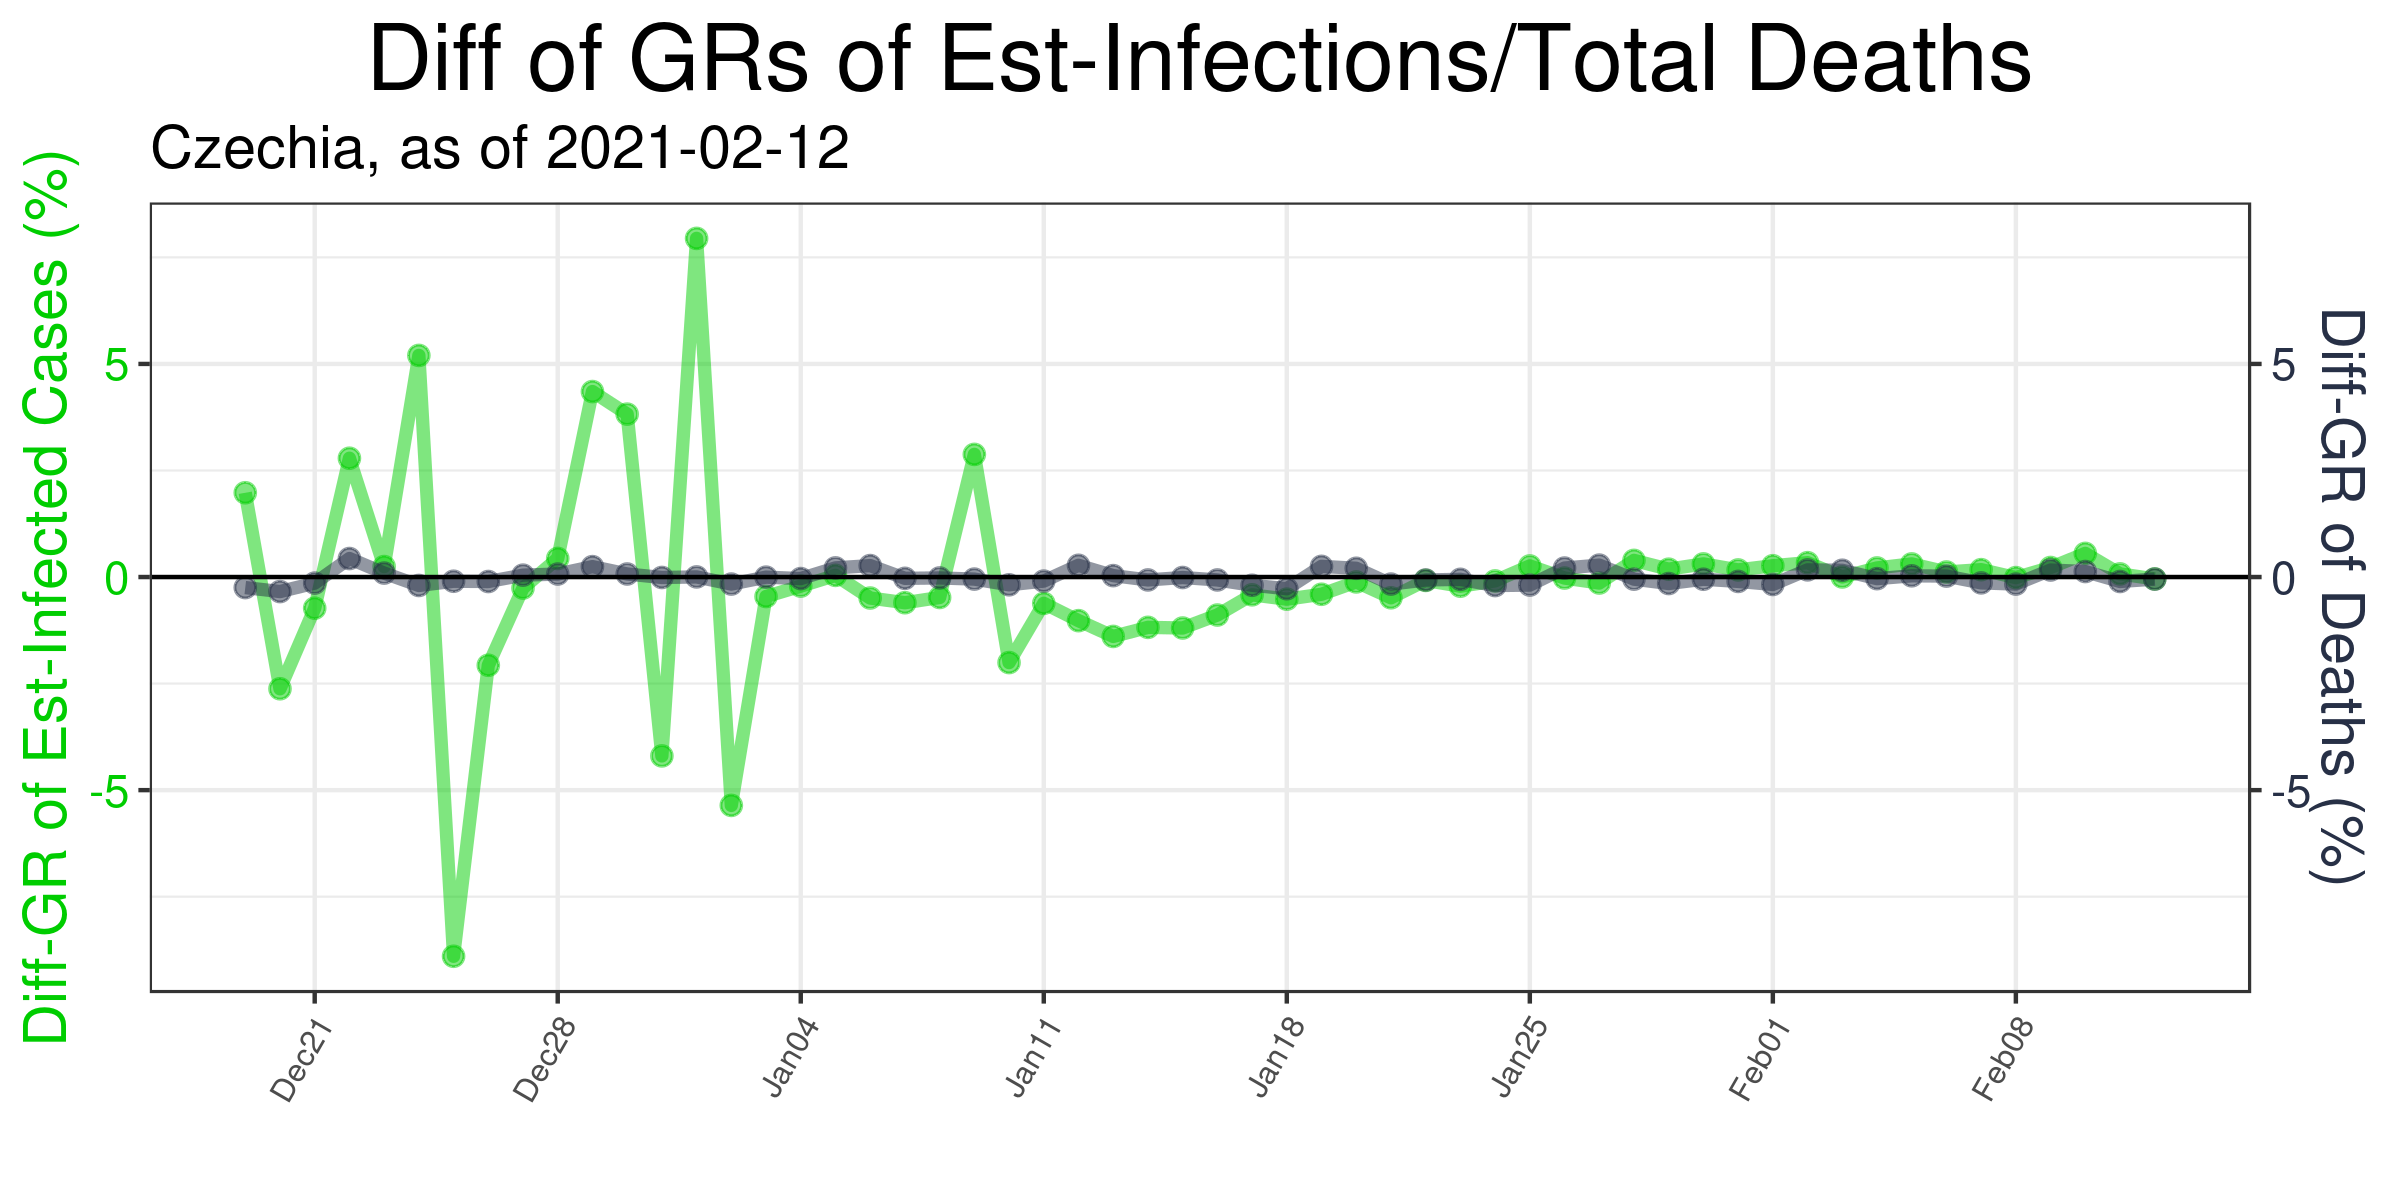 Diff of GRs of Est-Infections/Total Deaths
Czechia, as of 2021-02-12
Diff-GR of Est-Infected Cases (%)
5
0
-5
5
0
-5
Diff-GR of Deaths (%)
Dec21
Dec28
Jan04
Jan11
Jan18
Jan25
Feb01
Feb08